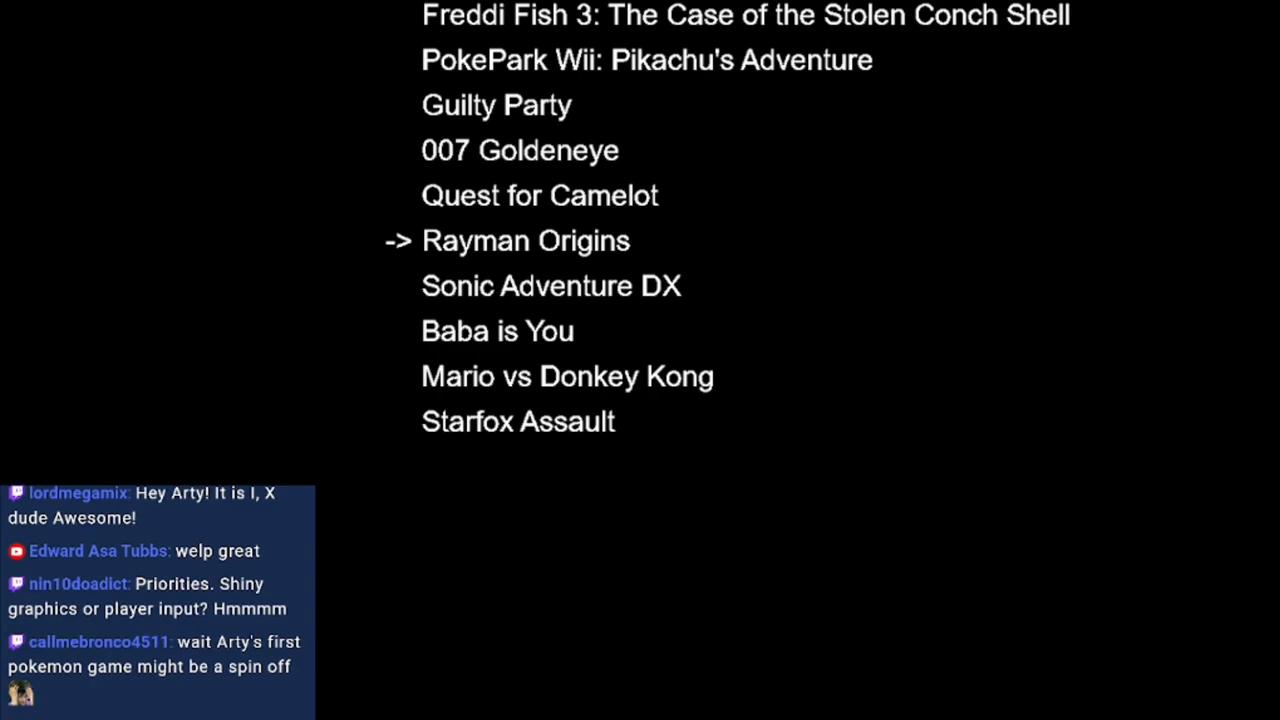 Freddi Fish 3: The Case of the Stolen Conch Shell
PokePark Wii: Pikachu's Adventure
Guilty Party
007 Goldeneye
Quest for Camelot
-> Rayman Origins
Sonic Adventure DX
Baba is You
Mario vs Donkey Kong
Starfox Assault
lordmegamix: Hey Arty! It is I, X
dude Awesome!
Edward Asa Tubbs: welp great
nin10doadict: Priorities. Shiny
graphics or player input? Hmmmm
callmebronco4511: wait Arty's first
pokemon game might be a spin off